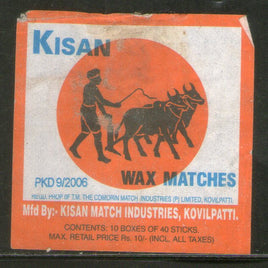 KISAN
WAX MATCHES
PKD 9/2006
REGD. PROP. OF T.M. THE COMORIN MATCH INDUSTRIES (P) LIMITED, KOVILPATTI.
Mfd By:- KISAN MATCH INDUSTRIES, KOVILPATTI.
CONTENTS: 10 BOXES OF 40 STICKS.
MAX. RETAIL PRICE Rs. 10/- (INCL. ALL TAXES)